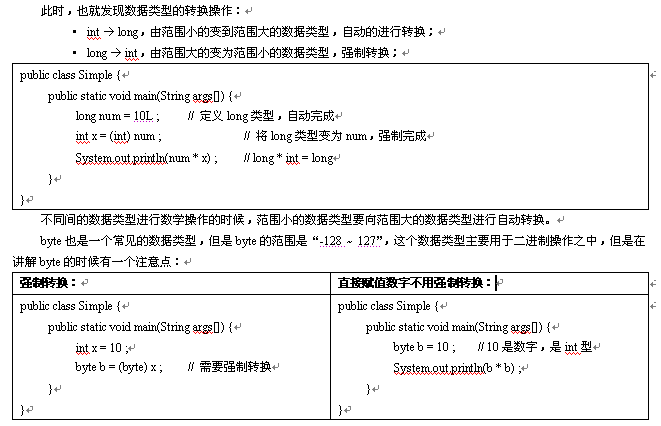 此时，也就发现数据类型的转换操作：
• int → long，由范围小的变到范围大的数据类型，自动的进行转换；
• long → int，由范围大的变为范围小的数据类型，强制转换；
public class Simple {
public static void main(String args[]) {
long num = 10L ; // 定义 long 类型，自动完成
int x = (int) num ; // 将 long 类型变为 num，强制完成
System.out.println(num * x) ; // long * int = long
}
}
不同间的数据类型进行数学操作的时候，范围小的数据类型要向范围大的数据类型进行自动转换。
byte 也是一个常见的数据类型，但是 byte 的范围是“-128 ~ 127”，这个数据类型主要用于二进制操作之中，但是在
讲解 byte 的时候有一个注意点：
强制转换：
public class Simple {
public static void main(String args[]) {
int x = 10 ;
byte b = (byte) x ; // 需要强制转换
}
}
直接赋值数字不用强制转换：
public class Simple {
public static void main(String args[]) {
byte b = 10 ; // 10 是数字，是 int 型
System.out.println(b * b) ;
}
}